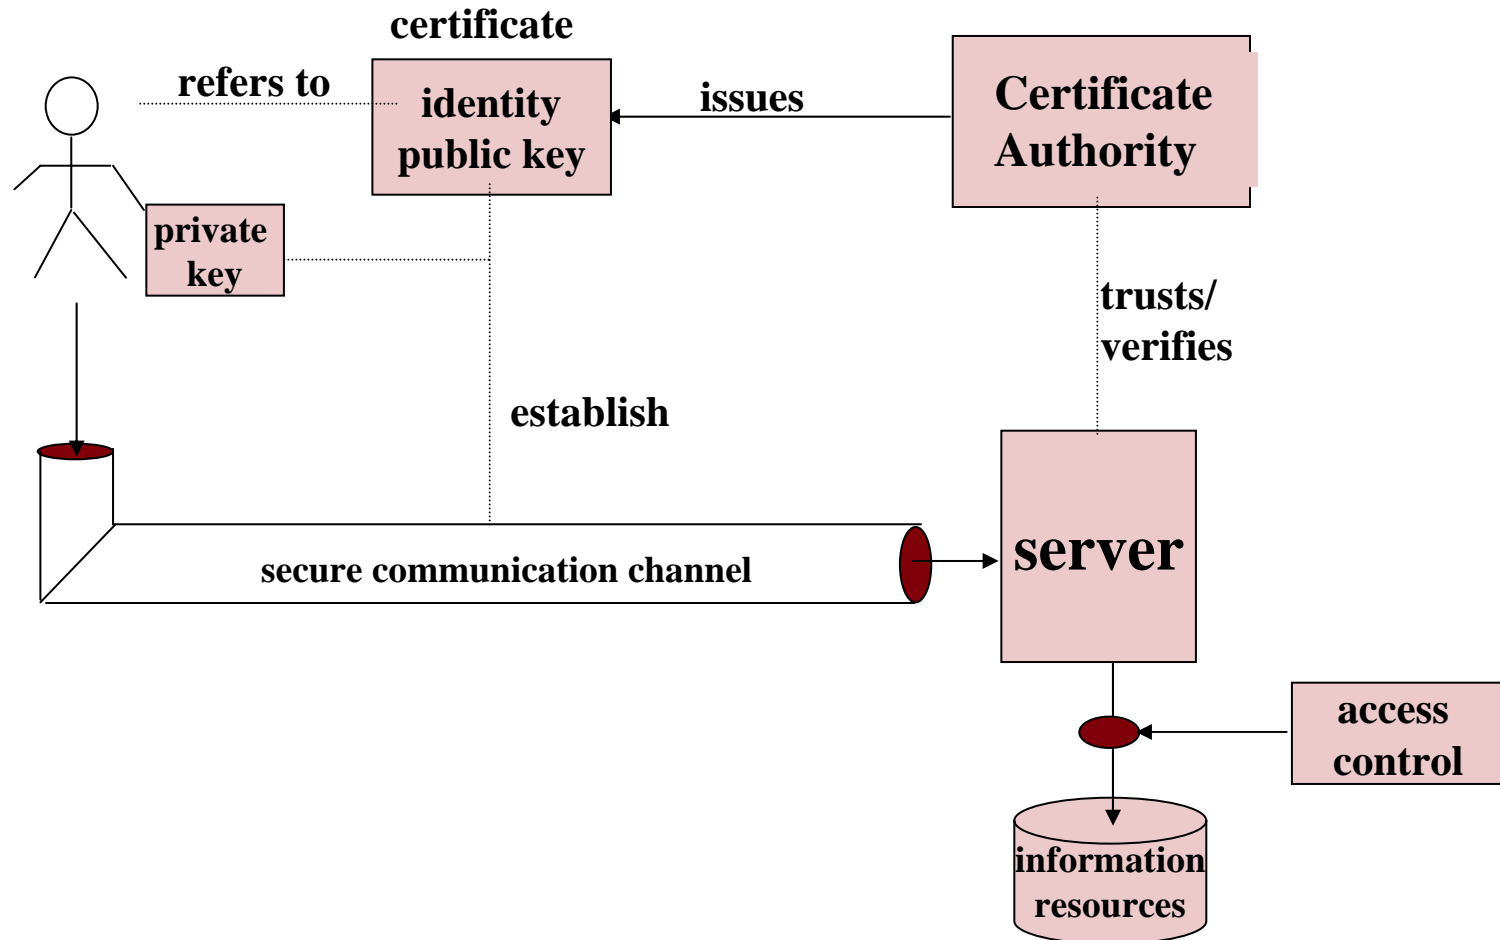 certificate
refers to
identity
public key
issues
Certificate
Authority
private
key
trusts/
verifies
establish
secure communication channel
server
access
control
information
resources